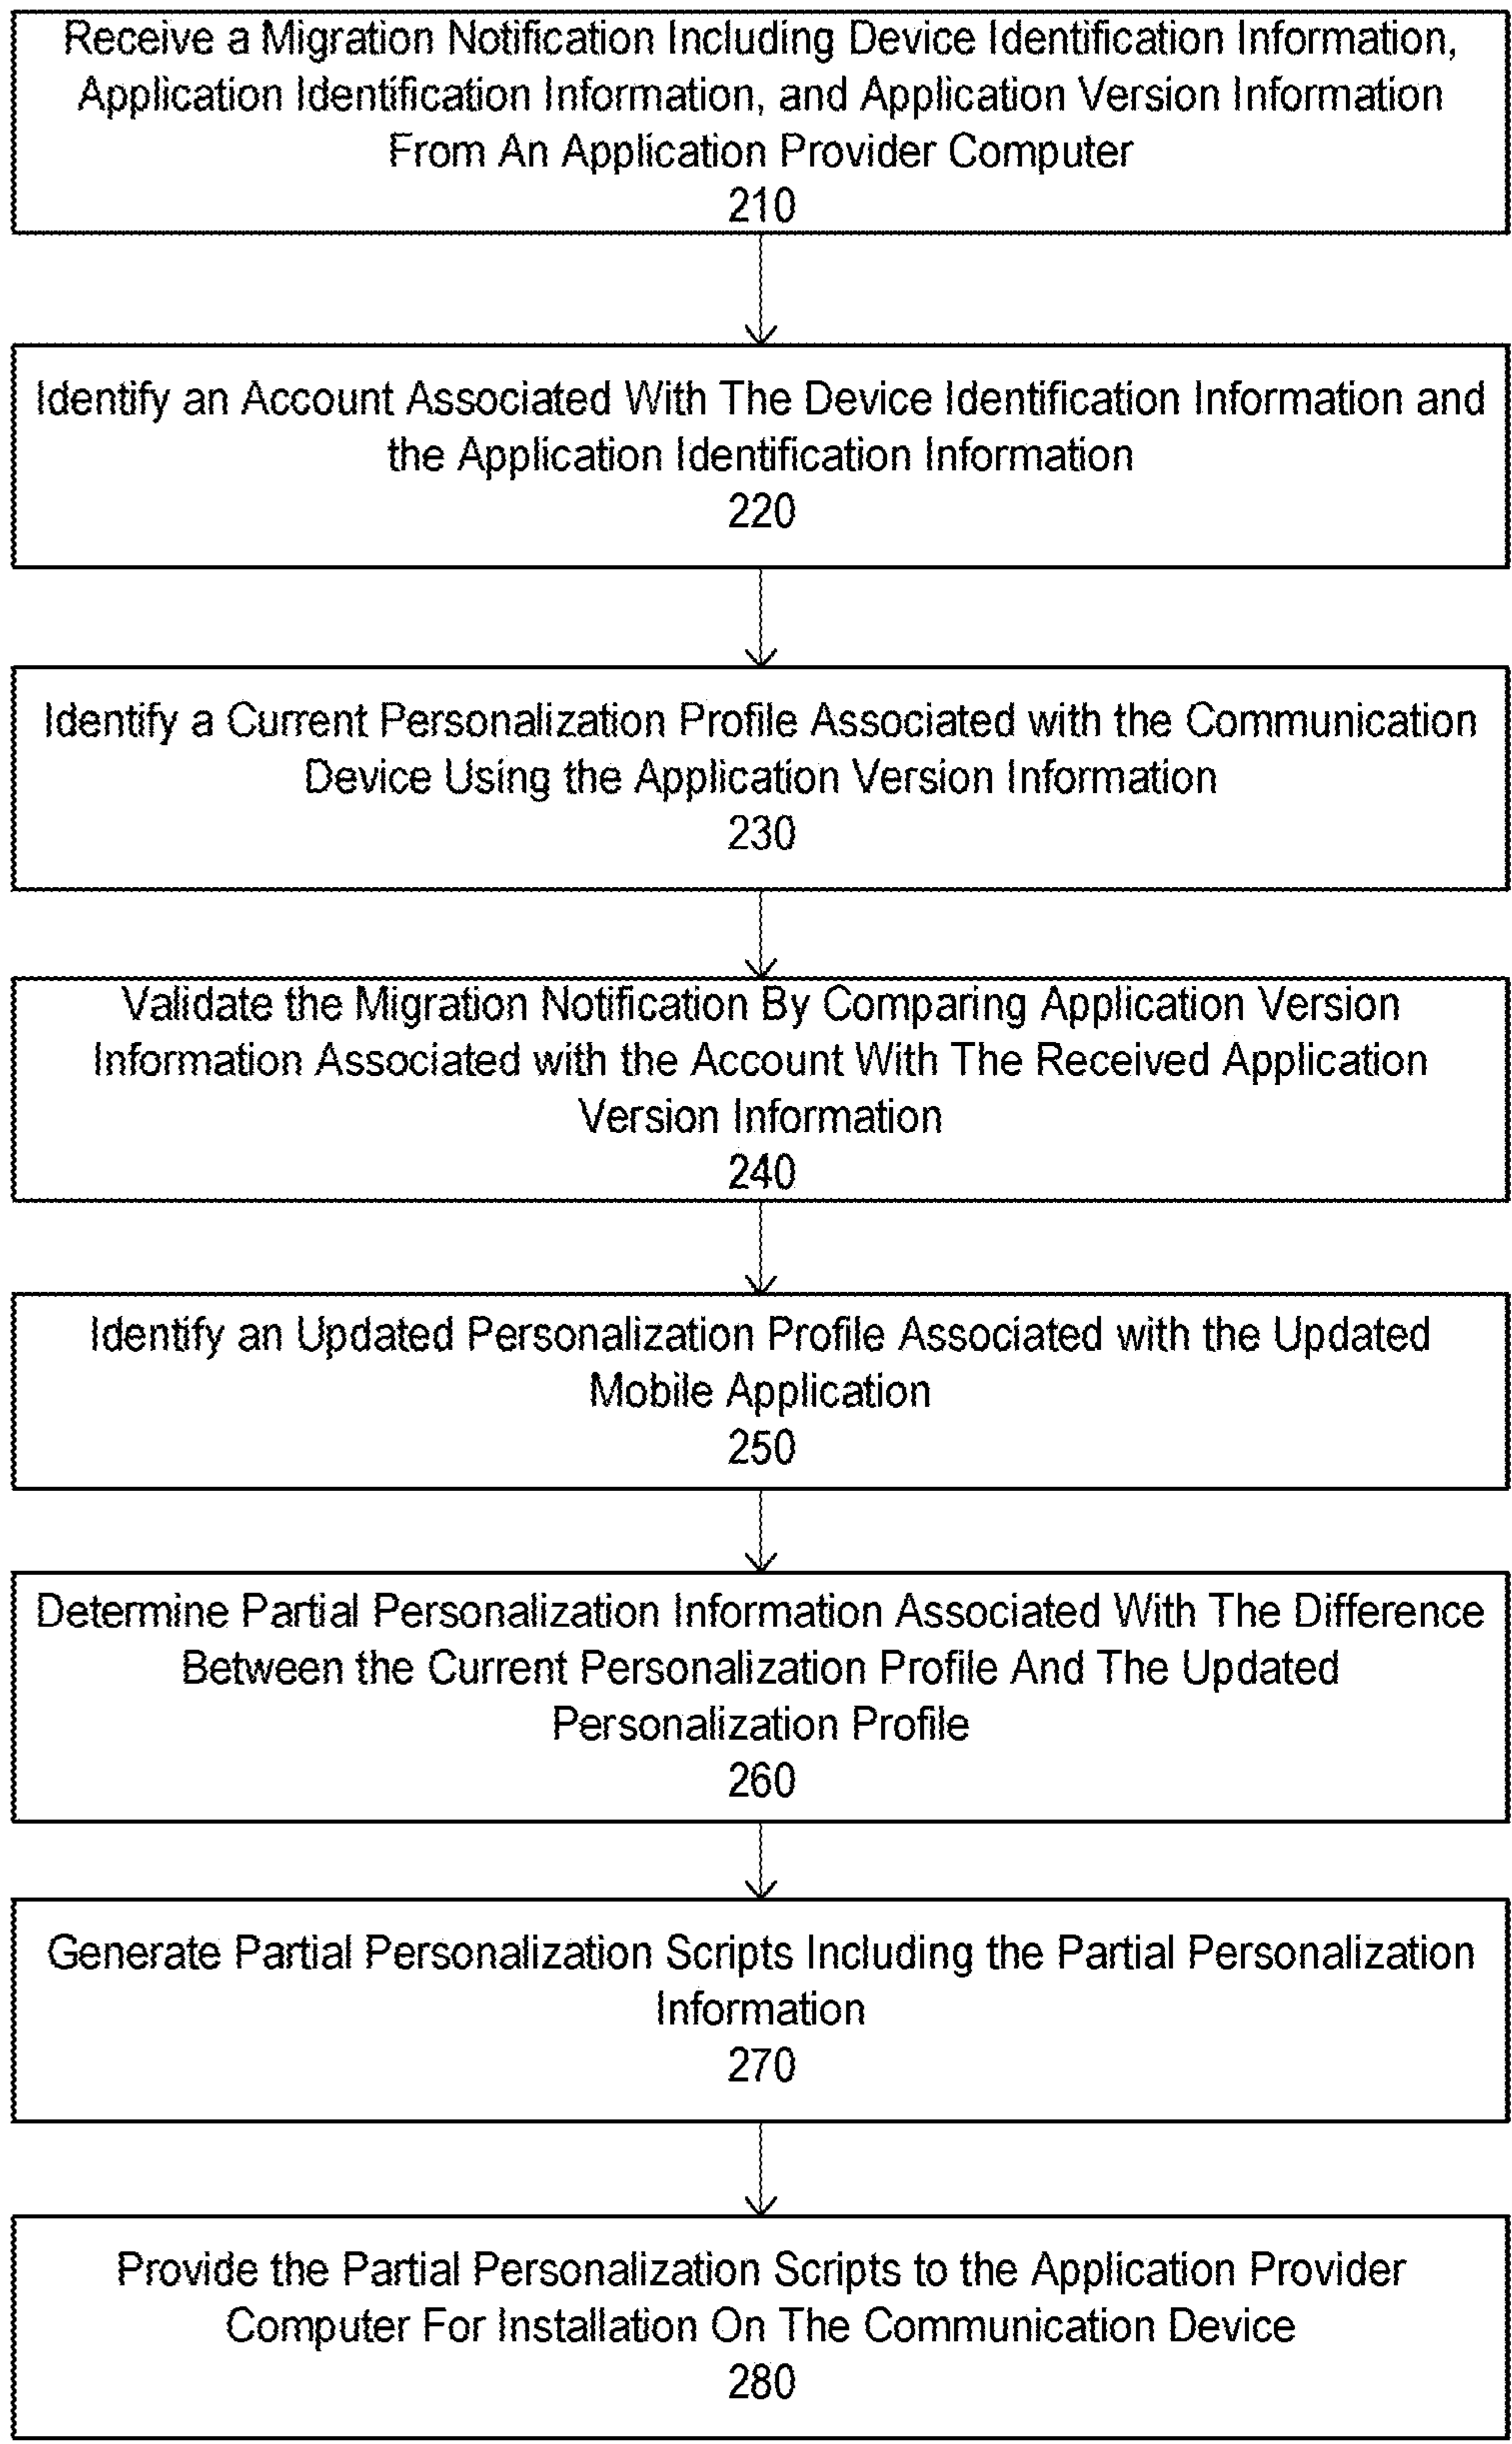 Receive a Migration Notification Including Device Identification Information,
Application Identification Information, and Application Version Information
From An Application Provider Computer
210
Identify an Account Associated With The Device Identification Information and
the Application Identification Information
220
Identify a Current Personalization Profile Associated with the Communication
Device Using the Application Version Information
230
Validate the Migration Notification By Comparing Application Version
Information Associated with the Account With The Received Application
Version Information
240
Identify an Updated Personalization Profile Associated with the Updated
Mobile Application
250
Determine Partial Personalization Information Associated With The Difference
Between the Current Personalization Profile And The Updated
Personalization Profile
260
Generate Partial Personalization Scripts Including the Partial Personalization
Information
270
Provide the Partial Personalization Scripts to the Application Provider
Computer For Installation On The Communication Device
280